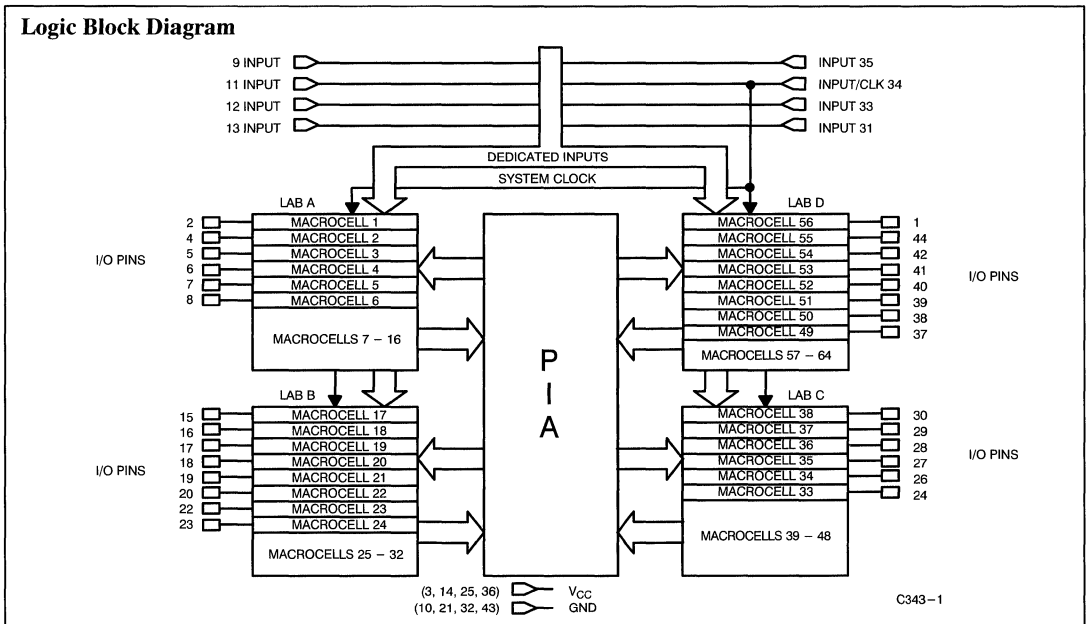 Logic Block Diagram
9 INPUT
11 INPUT
12 INPUT
13 INPUT
INPUT 35
INPUT/CLK 34
INPUT 33
INPUT 31
DEDICATED INPUTS
SYSTEM CLOCK
LAB A
2
4
5
6
7
8
I/O PINS
MACROCELL 1
MACROCELL 2
MACROCELL 3
MACROCELL 4
MACROCELL 5
MACROCELL 6
MACROCELLS 7 – 16
LAB B
15
16
17
18
19
20
22
23
I/O PINS
MACROCELL 17
MACROCELL 18
MACROCELL 19
MACROCELL 20
MACROCELL 21
MACROCELL 22
MACROCELL 23
MACROCELL 24
MACROCELLS 25 – 32
P
I
A
LAB D
MACROCELL 56
MACROCELL 55
MACROCELL 54
MACROCELL 53
MACROCELL 52
MACROCELL 51
MACROCELL 50
MACROCELL 49
MACROCELLS 57 – 64
1
44
42
41
40
39
38
37
I/O PINS
LAB C
MACROCELL 38
MACROCELL 37
MACROCELL 36
MACROCELL 35
MACROCELL 34
MACROCELL 33
MACROCELLS 39 – 48
30
29
28
27
26
24
I/O PINS
(3, 14, 25, 36) VCC
(10, 21, 32, 43) GND
C343–1